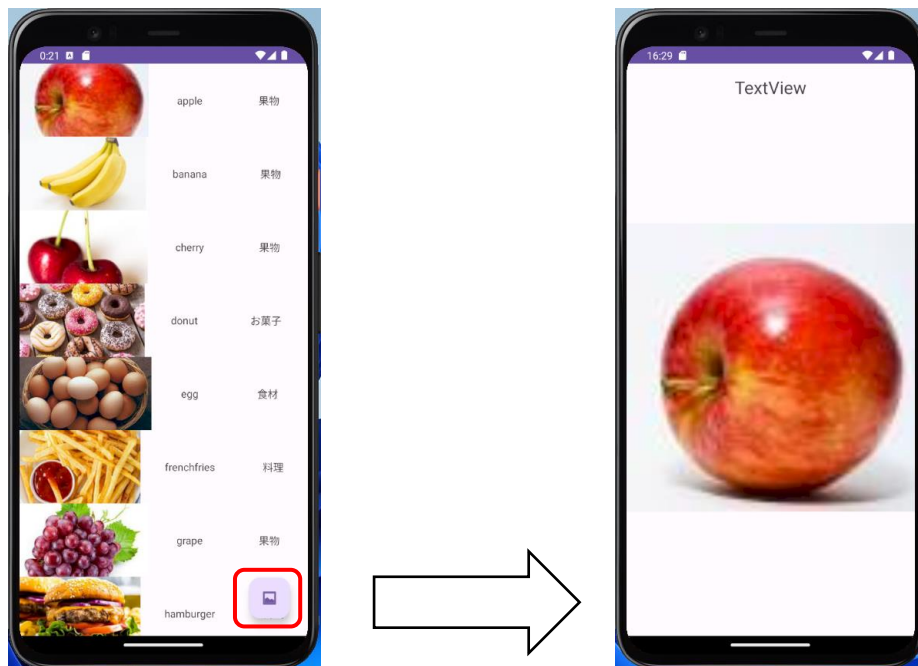 0:21
apple 果物
banana 果物
cherry 果物
donut お菓子
egg 食材
frenchfries 料理
grape 果物
hamburger
16:29
TextView